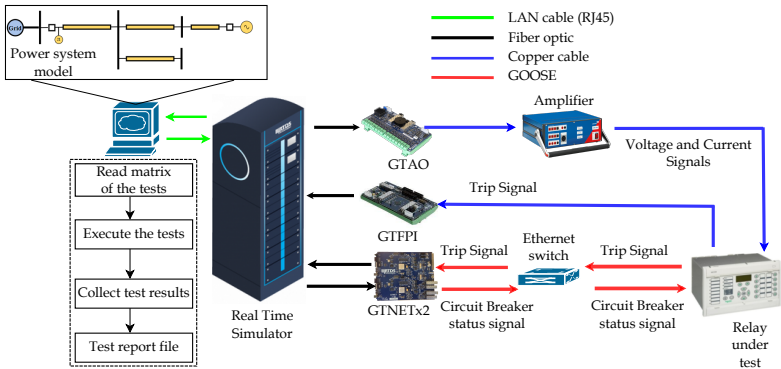 Grid
Power system
model
LAN cable (RJ45)
Fiber optic
Copper cable
GOOSE
Read matrix
of the tests
Execute the tests
Collect test results
Test report file
Real Time
Simulator
GTAO
Amplifier
Voltage and Current
Signals
GTFPI
Trip Signal
GTNETx2
Trip Signal
Circuit Breaker
status signal
Ethernet
switch
Trip Signal
Circuit Breaker
status signal
Relay
under
test